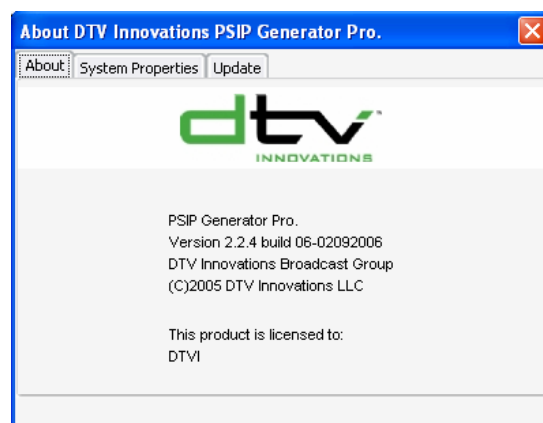 About DTV Innovations PSIP Generator Pro.
About System Properties Update
dtv
INNOVATIONS
PSIP Generator Pro.
Version 2.2.4 build 06-02092006
DTV Innovations Broadcast Group
(C)2005 DTV Innovations LLC
This product is licensed to:
DTVI